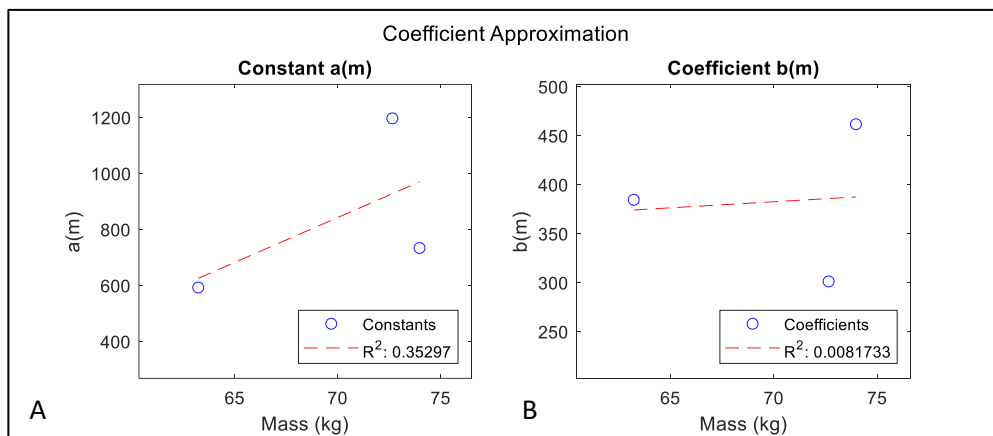 Coefficient Approximation
Constant a(m)
1200
1000
800
600
400
a(m)
65
70
75
Mass (kg)
Constants
R²: 0.35297
A
Coefficient b(m)
500
450
400
350
300
250
b(m)
65
70
75
Mass (kg)
Coefficients
R²: 0.0081733
B